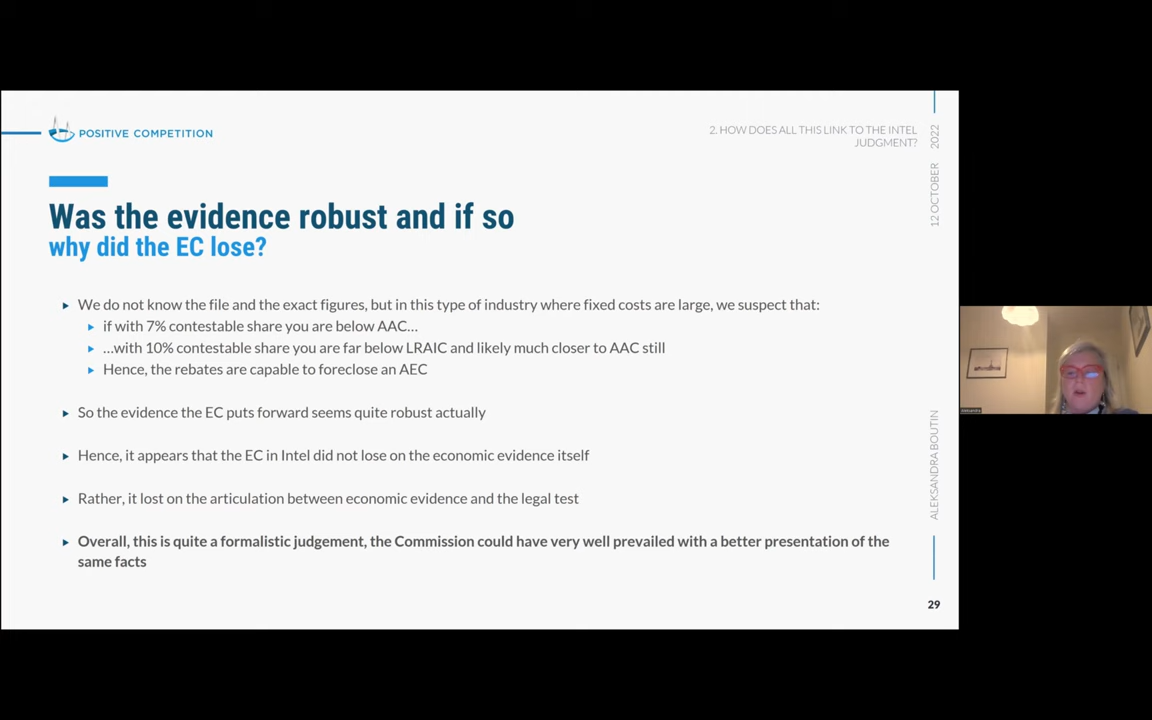 POSITIVE COMPETITION
2. HOW DOES ALL THIS LINK TO THE INTEL
JUDGMENT?
12 OCTOBER 2022
Was the evidence robust and if so
why did the EC lose?
We do not know the file and the exact figures, but in this type of industry where fixed costs are large, we suspect that:
if with 7% contestable share you are below AAC...
...with 10% contestable share you are far below LRAIC and likely much closer to AAC still
Hence, the rebates are capable to foreclose an AEC
So the evidence the EC puts forward seems quite robust actually
Hence, it appears that the EC in Intel did not lose on the economic evidence itself
Rather, it lost on the articulation between economic evidence and the legal test
Overall, this is quite a formalistic judgement, the Commission could have very well prevailed with a better presentation of the
same facts
ALEKSANDRA BOUTIN
29